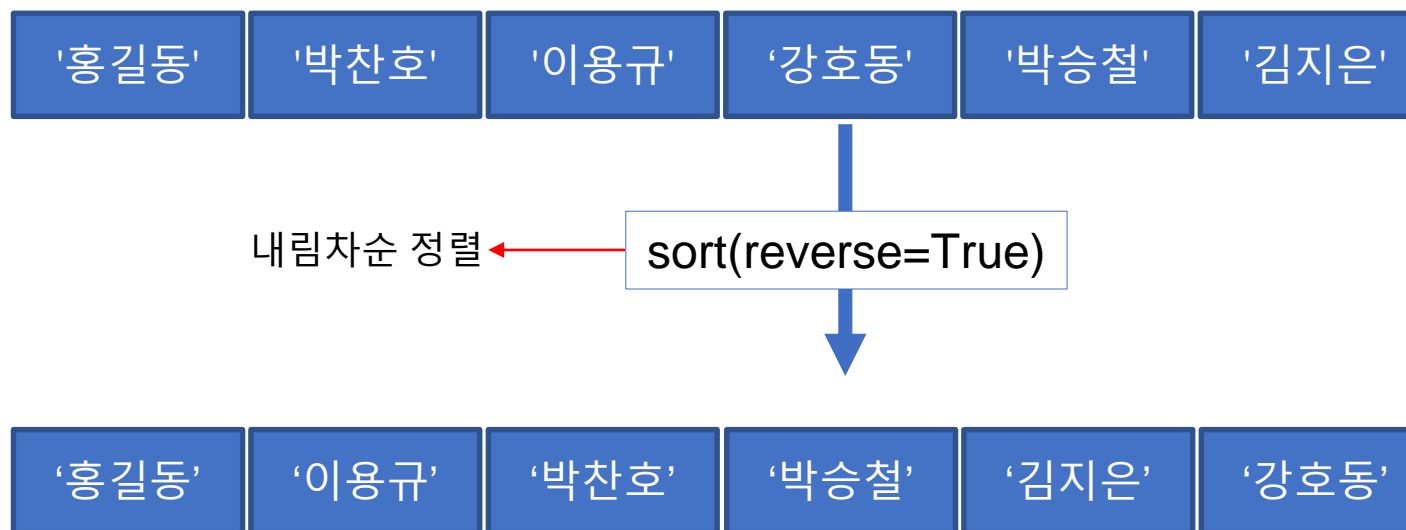 '홍길동' '박찬호' '이용규' ‘강호동' '박승철' '김지은'
내림차순 정렬 sort(reverse=True)
‘홍길동’ ‘이용규’ ‘박찬호’ ‘박승철’ ‘김지은’ ‘강호동’